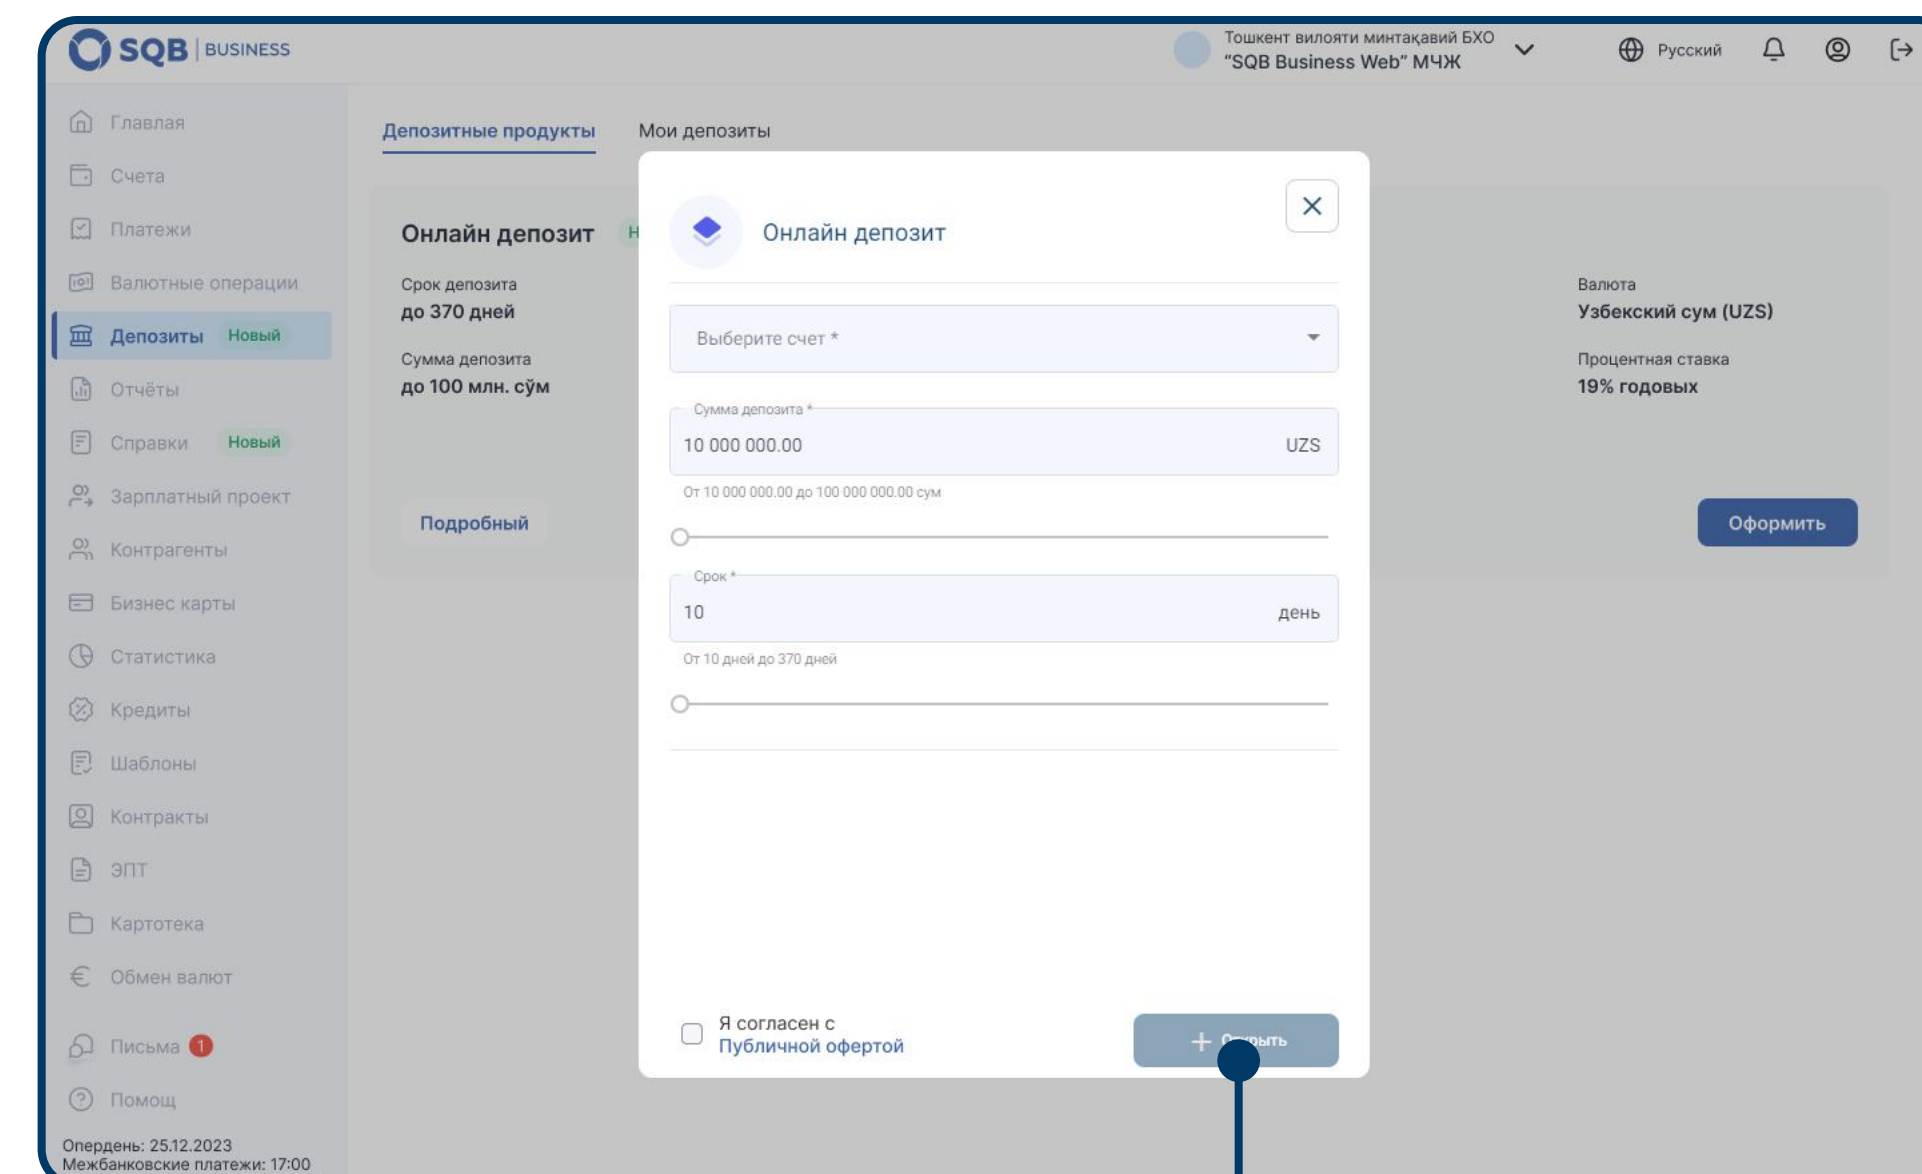 SQB BUSINESS
Тошкент вилояти минтақавий БХО
"SQB Business Web" МЧЖ
Русский
Главлая
Счета
Платежи
Валютные операции
Депозиты Новый
Отчёты
Справки Новый
Зарплатный проект
Контрагенты
Бизнес карты
Статистика
Кредиты
Шаблоны
Контракты
ЭПТ
Картотека
Обмен валют
Письма 1
Помощ
Опердень: 25.12.2023
Межбанковские платежи: 17:00
Депозитные продукты
Мои депозиты
Онлайн депозит
Срок депозита
до 370 дней
Сумма депозита
до 100 млн. сўм
Подробный
Валюта
Узбекский сум (UZS)
Процентная ставка
19% годовых
Оформить
Онлайн депозит
Выберите счет *
Сумма депозита *
10 000 000.00 UZS
От 10 000 000.00 до 100 000 000.00 сум
Срок *
10 день
От 10 дней до 370 дней
Я согласен с
Публичной офертой
+ Открыть